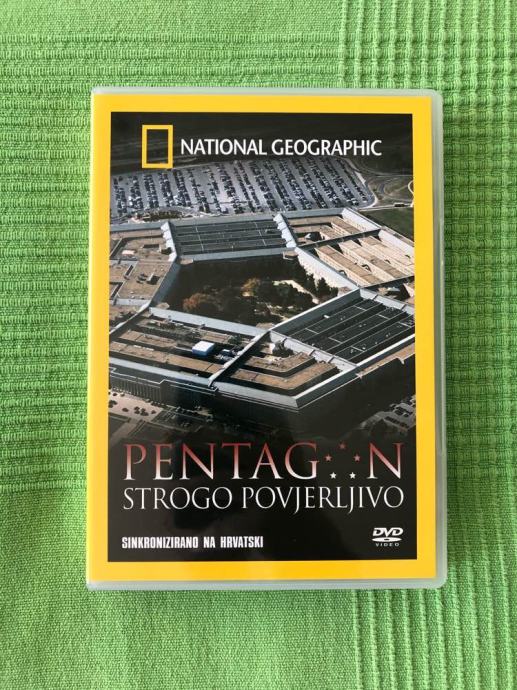 NATIONAL GEOGRAPHIC
PENTAGON
STROGO POVJERLJIVO
SINKRONIZIRANO NA HRVATSKI
DVD
VIDEO